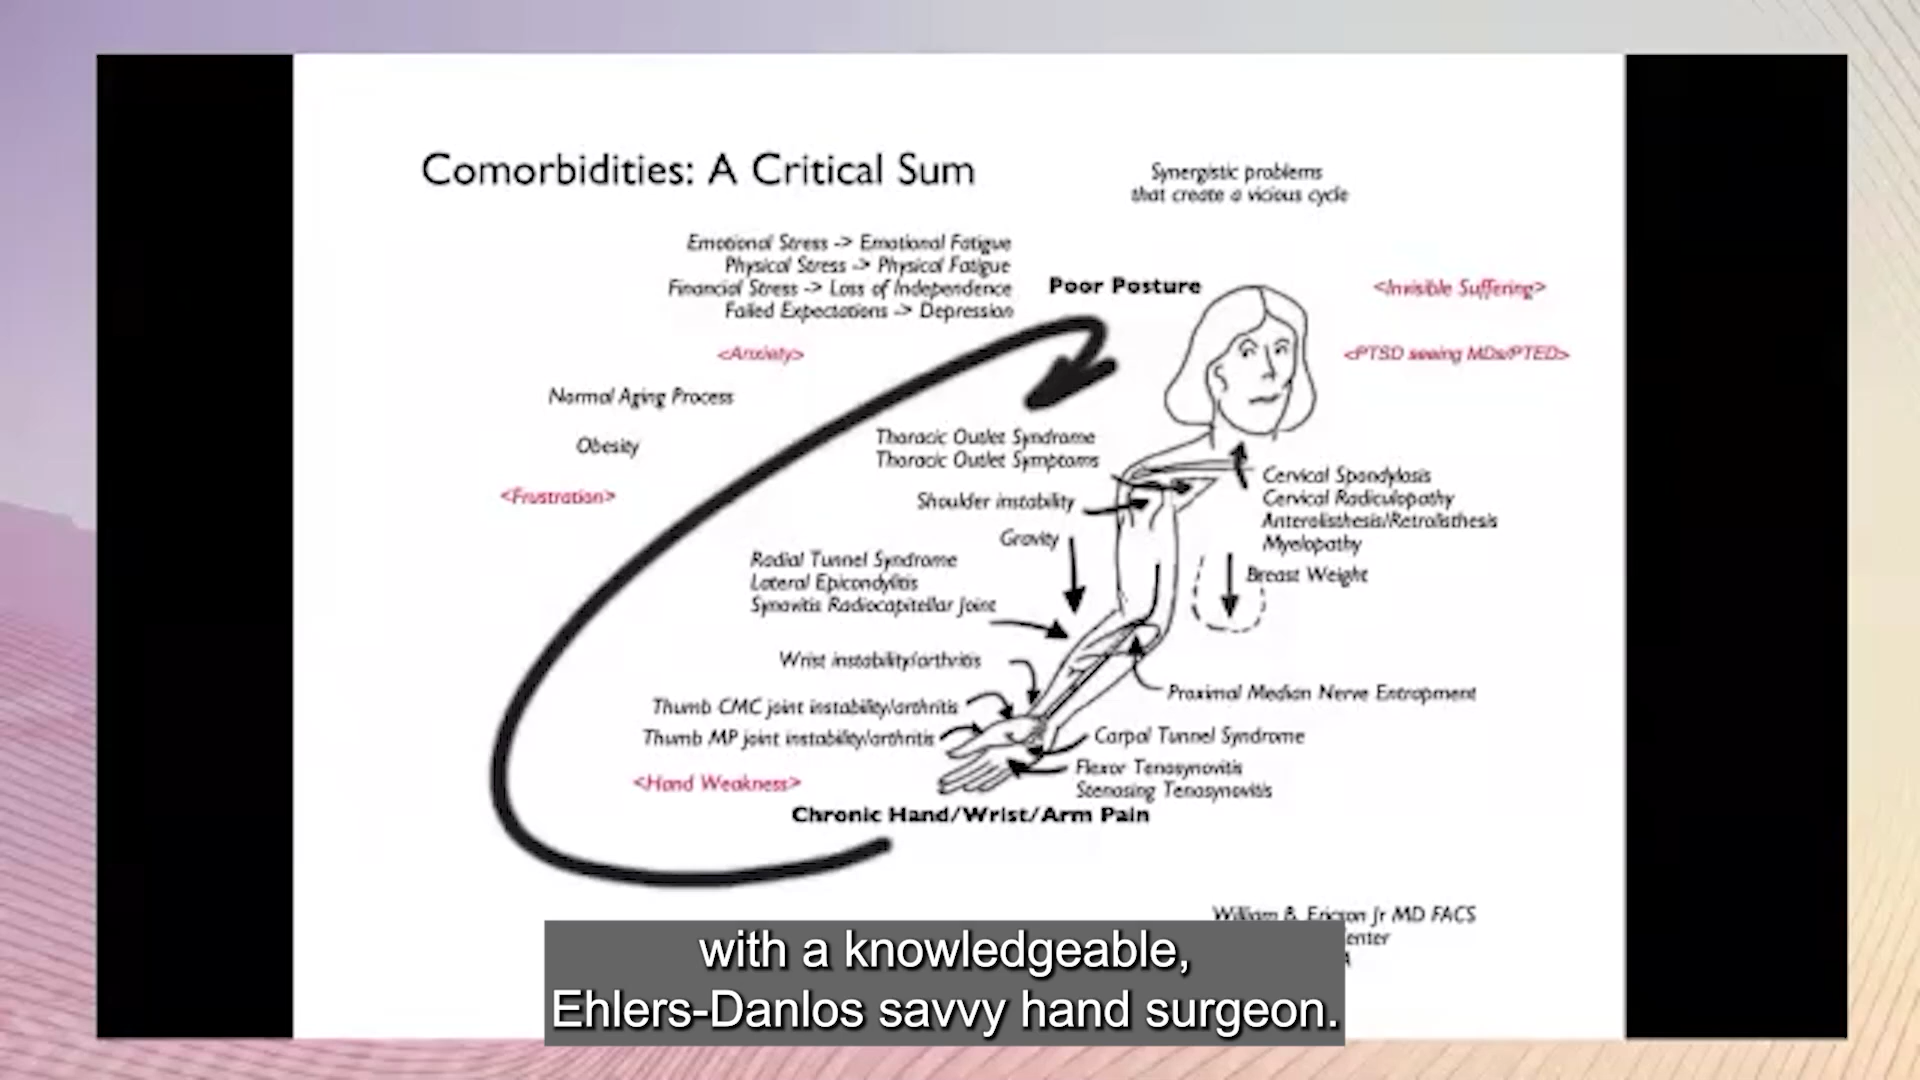 Comorbidities: A Critical Sum
Synergistic problems
that create a vicious cycle
Emotional Stress -> Emotional Fatigue
Physical Stress -> Physical Fatigue
Financial Stress -> Loss of Independence
Failed Expectations -> Depression
Poor Posture
<Invisible Suffering>
<Anxiety>
<PTSD seeing MDs/PTED>
Normal Aging Process
Obesity
<Frustration>
Thoracic Outlet Syndrome
Thoracic Outlet Symptoms
Shoulder instability
Gravity
Cervical Spondylosis
Cervical Radiculopathy
Anterolisthesis/Retrolisthesis
Myelopathy
Breast Weight
Radial Tunnel Syndrome
Lateral Epicondylitis
Synovitis Radiocapitellar Joint
Wrist instability/arthritis
Thumb CMC joint instability/arthritis
Thumb MP joint instability/arthritis
Proximal Median Nerve Entrapment
Carpal Tunnel Syndrome
Flexor Tenosynovitis
Stenosing Tenosynovitis
<Hand Weakness>
Chronic Hand/Wrist/Arm Pain
William B. Ericson Jr MD FACS
with a knowledgeable,
Ehlers-Danlos savvy hand surgeon.